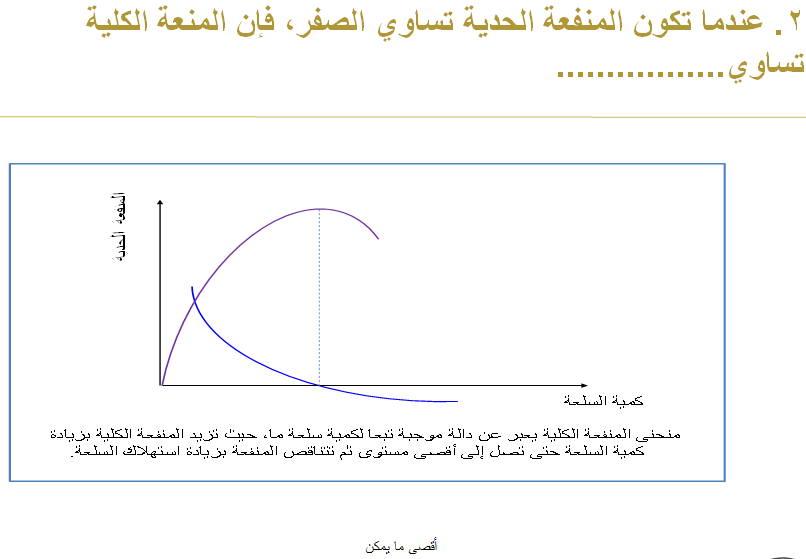 ٢. عندما تكون المنفعة الحدية تساوي الصفر، فإن المنعة الكلية
تساوي.................
المنفعة الحدية
كمية السلعة
منحنى المنفعة الكلية يعبر عن دالة موجبة تبعا لكمية سلعة ما، حيث تزيد المنفعة الكلية بزيادة
كمية السلعة حتى تصل إلى أقصى مستوى ثم تتناقص المنفعة بزيادة استهلاك السلعة.
أقصى ما يمكن